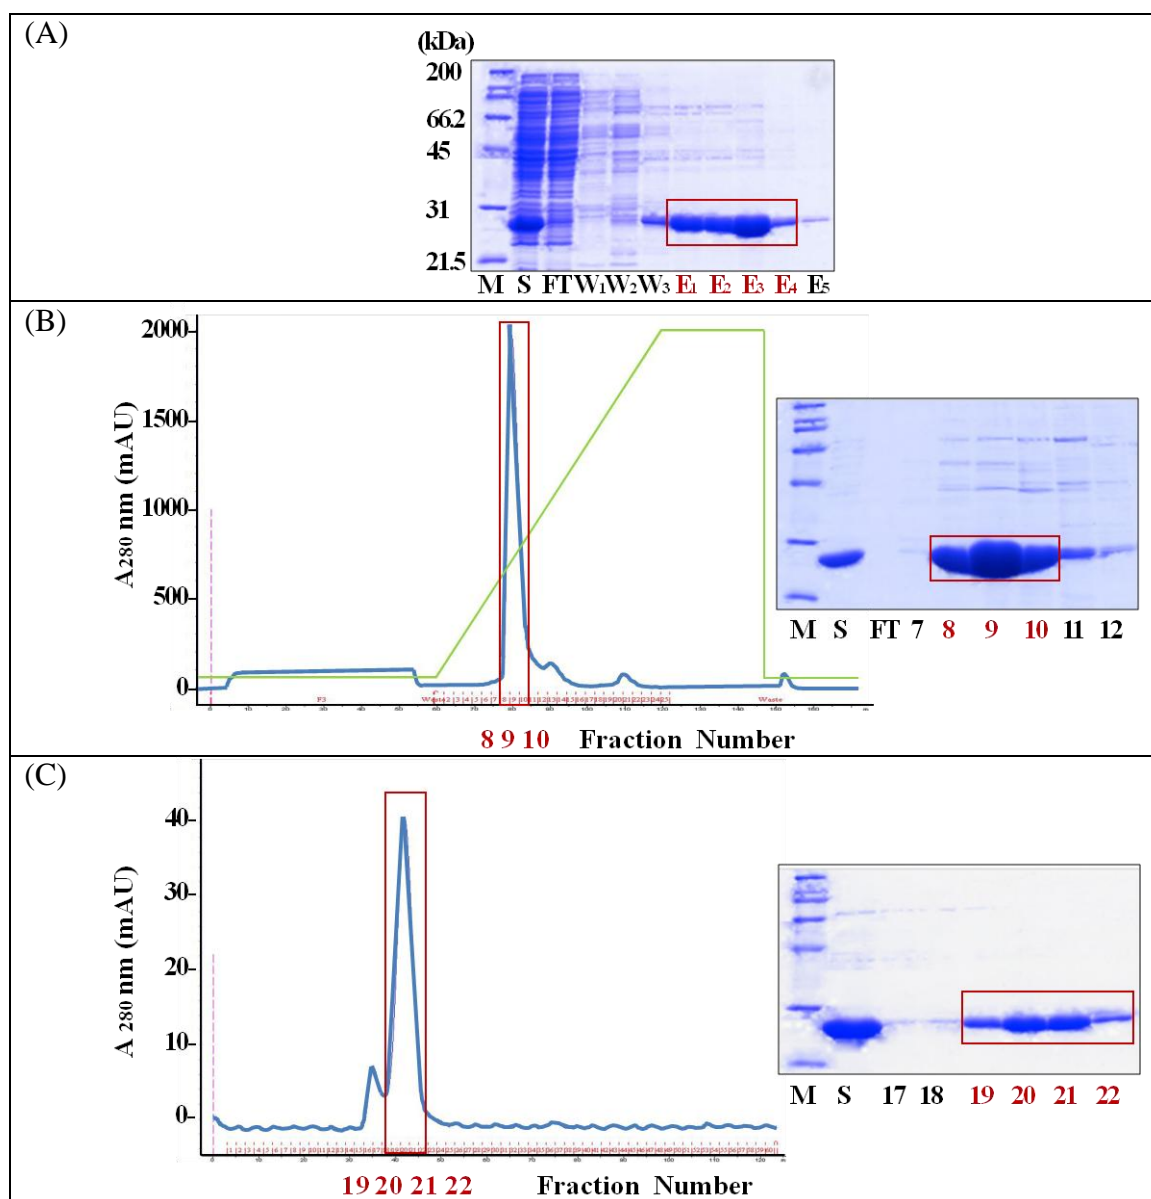 (A)
(kDa)
200
66.2
45
31
21.5
M S FT W1 W2 W3 E1 E2 E3 E4 E5
(B)
2000
1500
1000
500
0
A280 nm (mAU)
F3
Waste
Waste
8 9 10 Fraction Number
M S FT 7 8 9 10 11 12
(C)
40
30
20
10
0
A 280 nm (mAU)
19 20 21 22 Fraction Number
M S 17 18 19 20 21 22